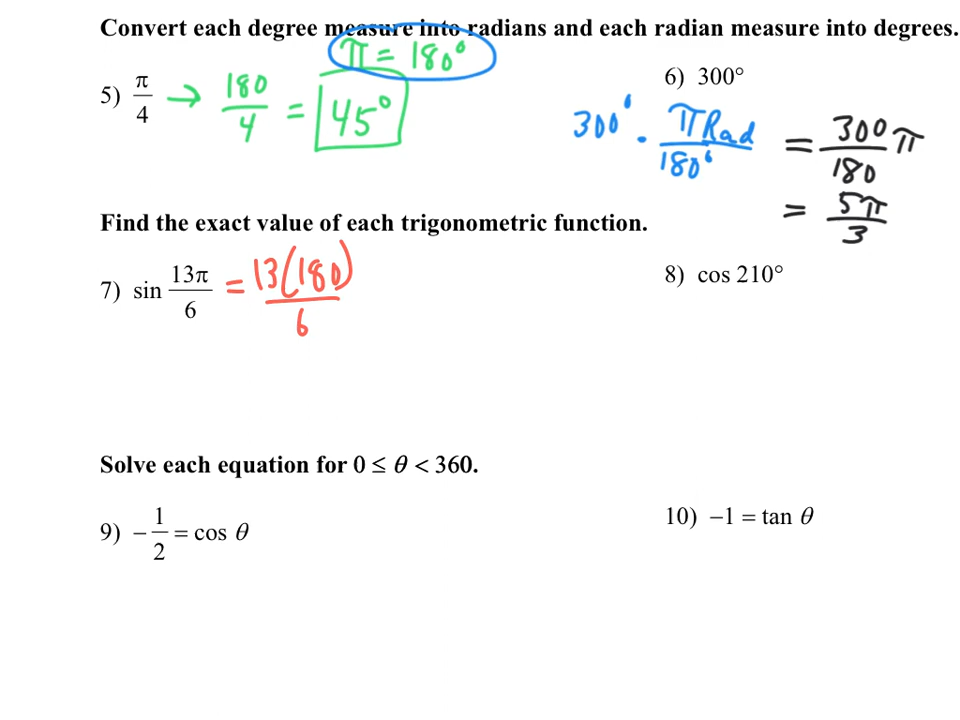 Convert each degree measure into radians and each radian measure into degrees.
π = 180°
5) π/4 → 180/4 = 45°
6) 300°
300° · π Rad/180° = 300π/180
= 5π/3
Find the exact value of each trigonometric function.
7) sin 13π/6 = 13(180)/6
8) cos 210°
Solve each equation for 0 ≤ θ < 360.
9) −1/2 = cos θ
10) −1 = tan θ